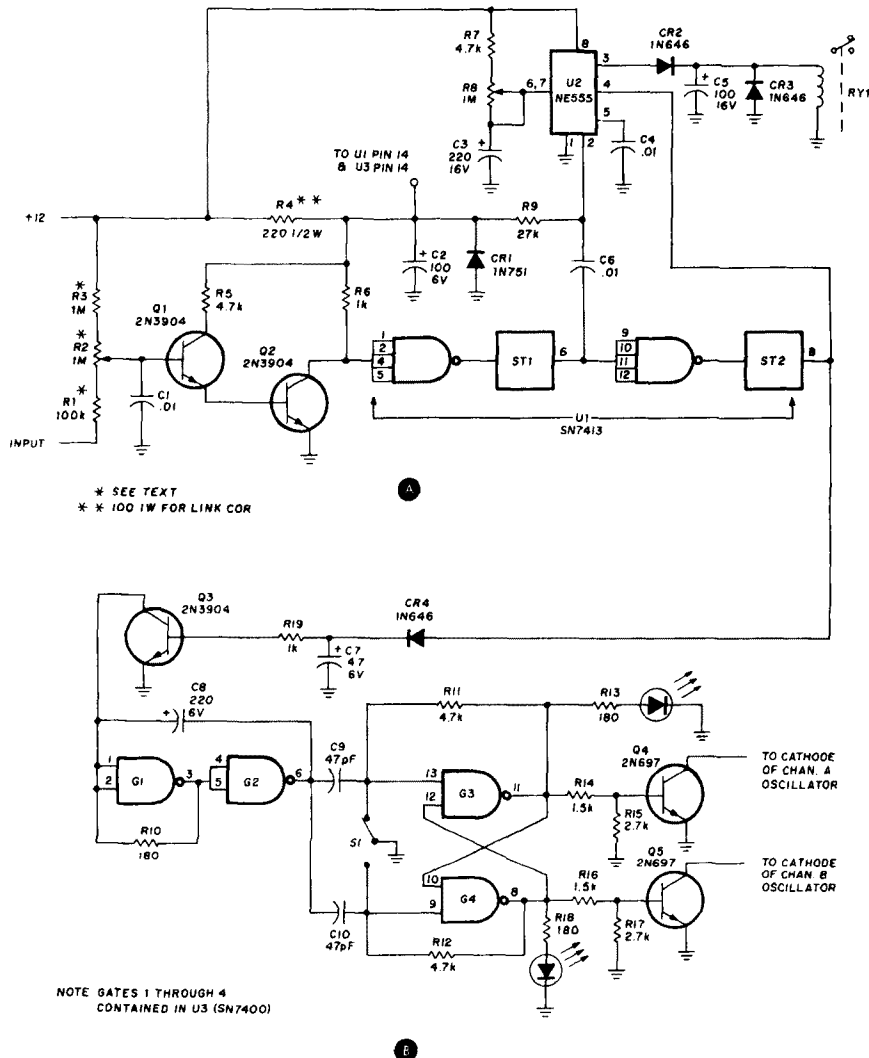 R7
4.7k
R8
1M
6, 7
8
U2
NE555
3
4
5
1
2
CR2
1N646
+
C5
100
16V
CR3
1N646
RY1
+
C3
220
16V
C4
.01
TO U1 PIN 14
& U3 PIN 14
+12
R4 **
220 1/2W
+
C2
100
6V
CR1
1N751
R9
27k
C6
.01
*
R3
1M
*
R2
1M
*
R1
100k
INPUT
C1
.01
Q1
2N3904
R5
4.7k
Q2
2N3904
R6
1k
1
2
4
5
ST1
6
9
10
11
12
ST2
8
U1
SN7413
A
* SEE TEXT
* * 100 1W FOR LINK COR
Q3
2N3904
R19
1k
+
C7
47
6V
CR4
1N646
C8
220
6V
+
1
2
G1
3
4
5
G2
6
R10
180
C9
47pF
C10
47pF
S1
R11
4.7k
13
12
G3
11
10
9
G4
8
R12
4.7k
R13
180
R14
1.5k
R15
2.7k
Q4
2N697
TO CATHODE
OF CHAN. A
OSCILLATOR
R16
1.5k
R17
2.7k
Q5
2N697
TO CATHODE
OF CHAN. B
OSCILLATOR
R18
180
NOTE GATES 1 THROUGH 4
CONTAINED IN U3 (SN7400)
B